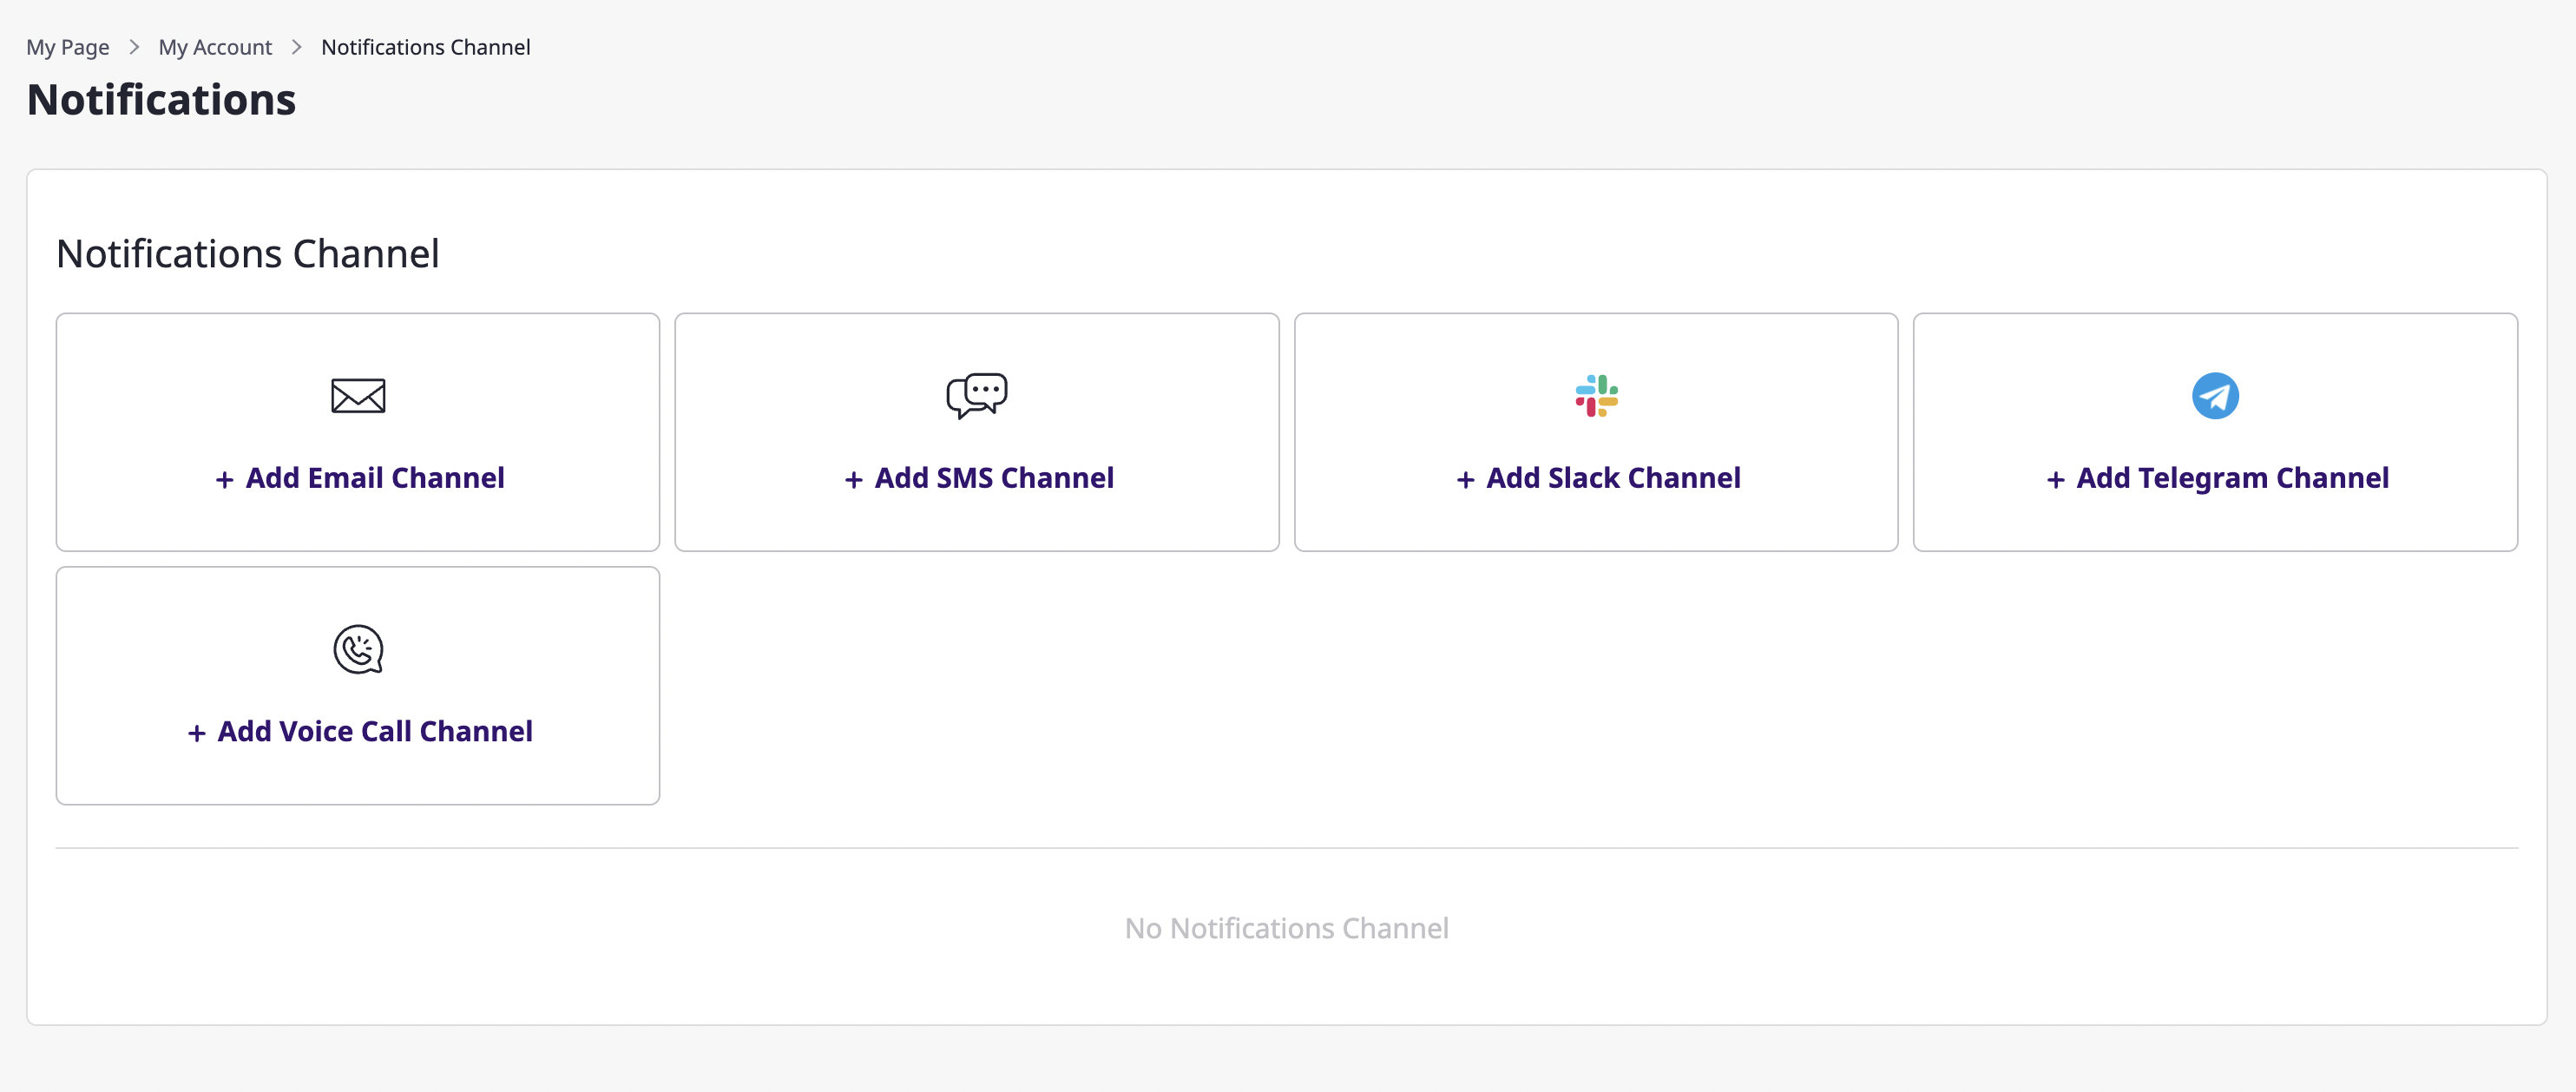 My Page > My Account > Notifications Channel
Notifications
Notifications Channel
+ Add Email Channel
+ Add SMS Channel
+ Add Slack Channel
+ Add Telegram Channel
+ Add Voice Call Channel
No Notifications Channel